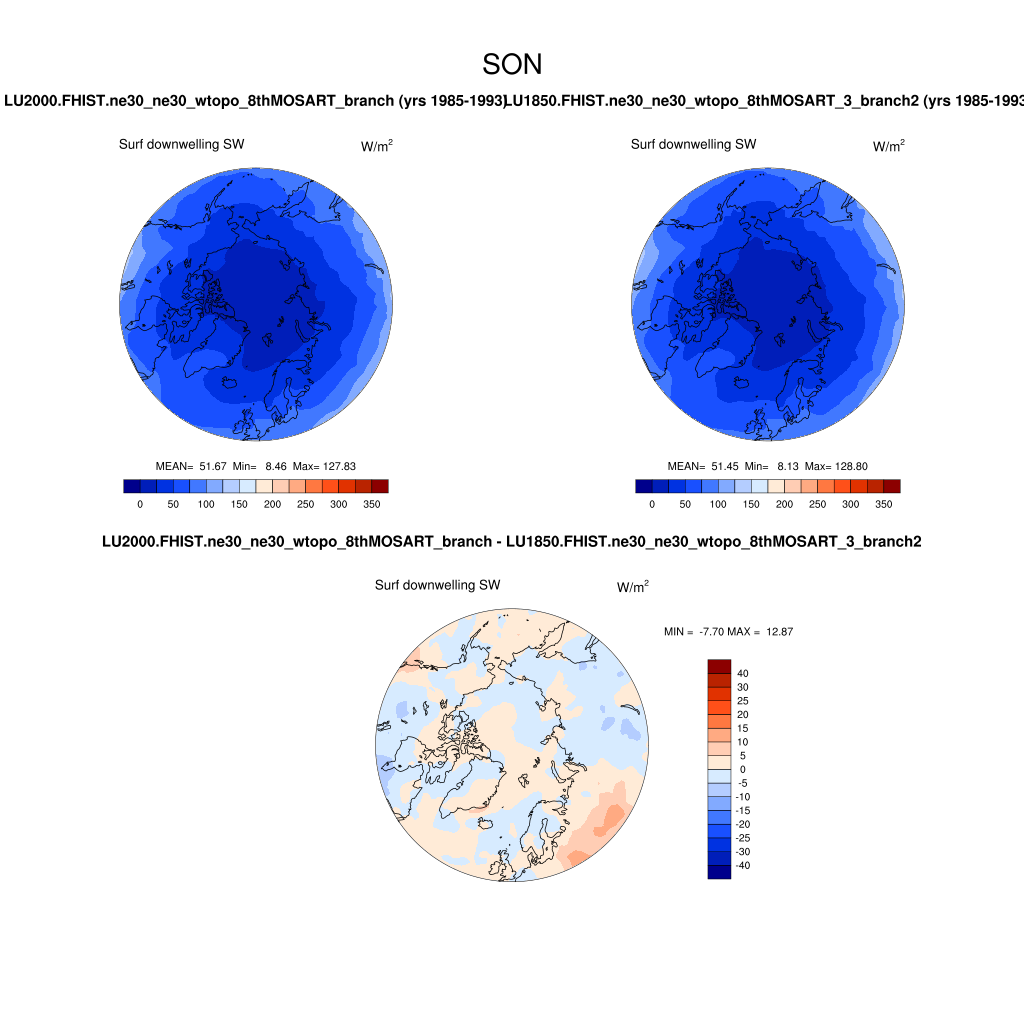 SON
LU2000.FHIST.ne30_ne30_wtopo_8thMOSART_branch (yrs 1985-1993)
LU1850.FHIST.ne30_ne30_wtopo_8thMOSART_3_branch2 (yrs 1985-1993
Surf downwelling SW W/m²
Surf downwelling SW W/m²
MEAN= 51.67 Min= 8.46 Max= 127.83
MEAN= 51.45 Min= 8.13 Max= 128.80
0 50 100 150 200 250 300 350
0 50 100 150 200 250 300 350
LU2000.FHIST.ne30_ne30_wtopo_8thMOSART_branch - LU1850.FHIST.ne30_ne30_wtopo_8thMOSART_3_branch2
Surf downwelling SW W/m²
MIN = -7.70 MAX = 12.87
40
30
25
20
15
10
5
0
-5
-10
-15
-20
-25
-30
-40